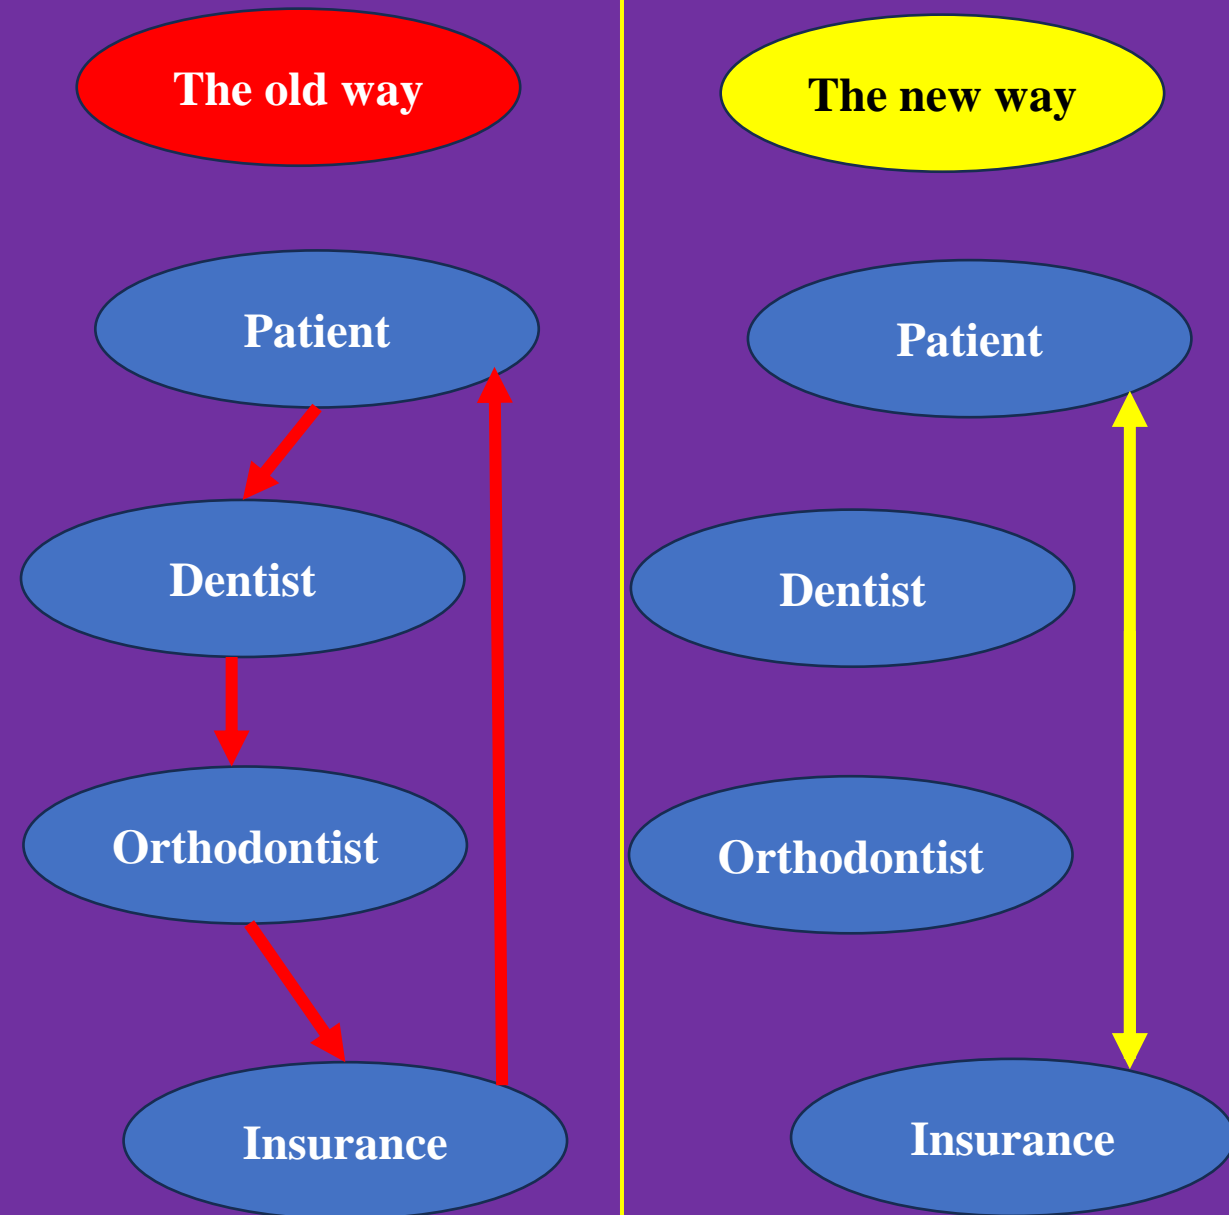 The old way
Patient
Dentist
Orthodontist
Insurance
The new way
Patient
Dentist
Orthodontist
Insurance